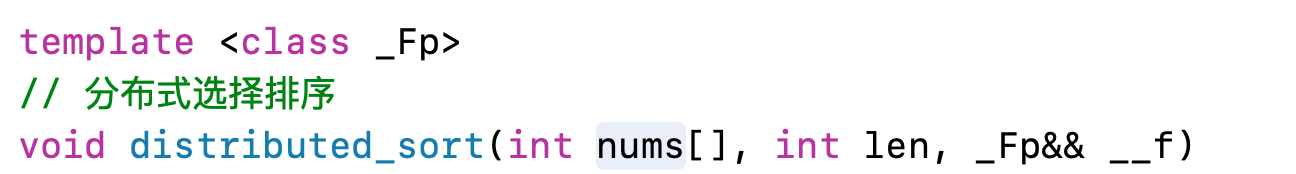 template <class _Fp>
// 分布式选择排序
void distributed_sort(int nums[], int len, _Fp&& __f)